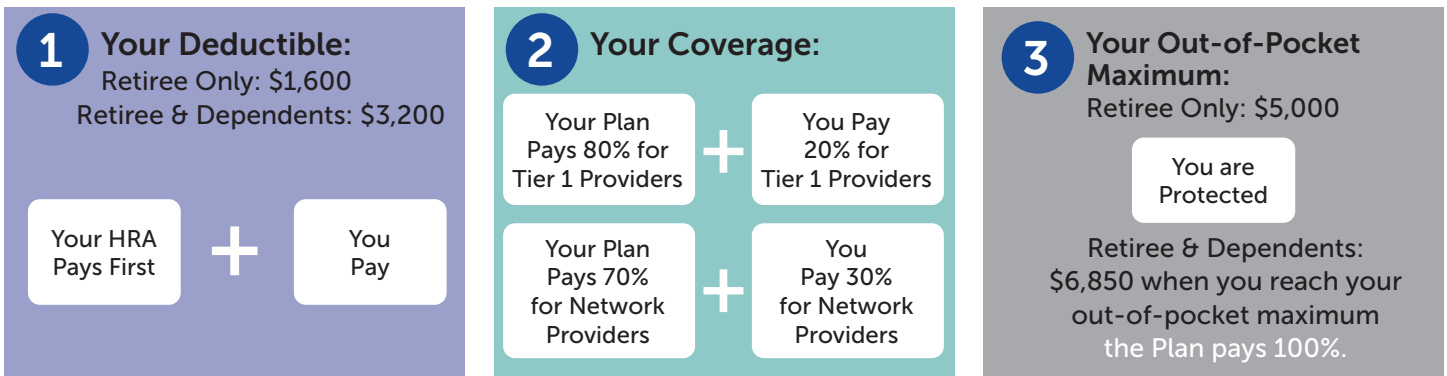 1
Your Deductible:
Retiree Only: $1,600
Retiree & Dependents: $3,200
Your HRA
Pays First
+
You
Pay
2
Your Coverage:
Your Plan
Pays 80% for
Tier 1 Providers
+
You Pay
20% for
Tier 1 Providers
Your Plan
Pays 70%
for Network
Providers
+
You
Pay 30%
for Network
Providers
3
Your Out-of-Pocket
Maximum:
Retiree Only: $5,000
You are
Protected
Retiree & Dependents:
$6,850 when you reach your
out-of-pocket maximum
the Plan pays 100%.